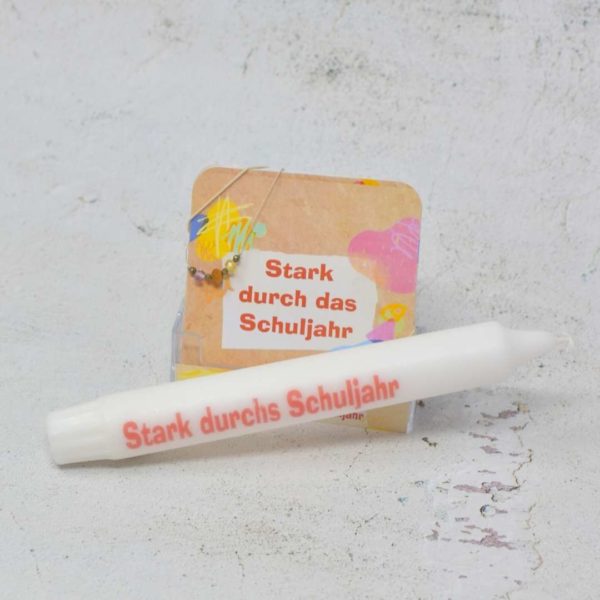 Stark
durch das
Schuljahr
Stark durchs Schuljahr